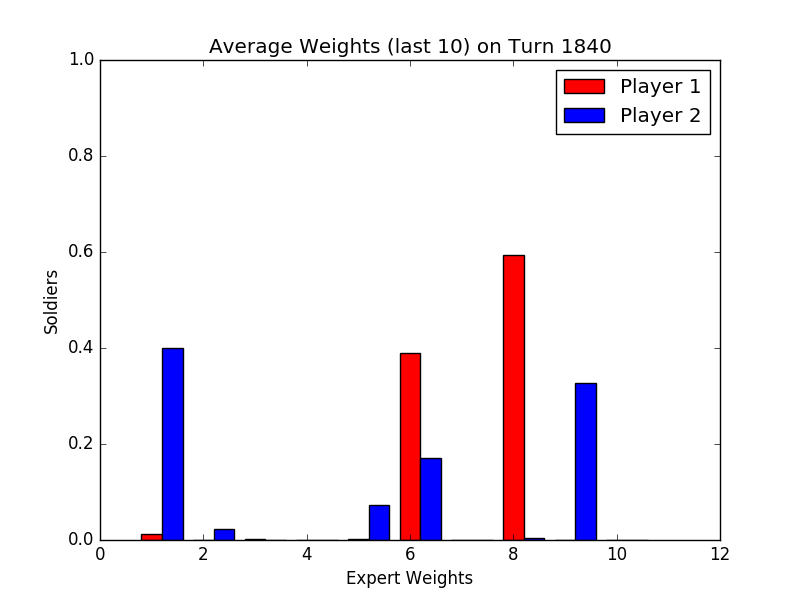 Average Weights (last 10) on Turn 1840
1.0
Player 1
Player 2
0.8
0.6
Soldiers
0.4
0.2
0.0
0 2 4 6 8 10 12
Expert Weights